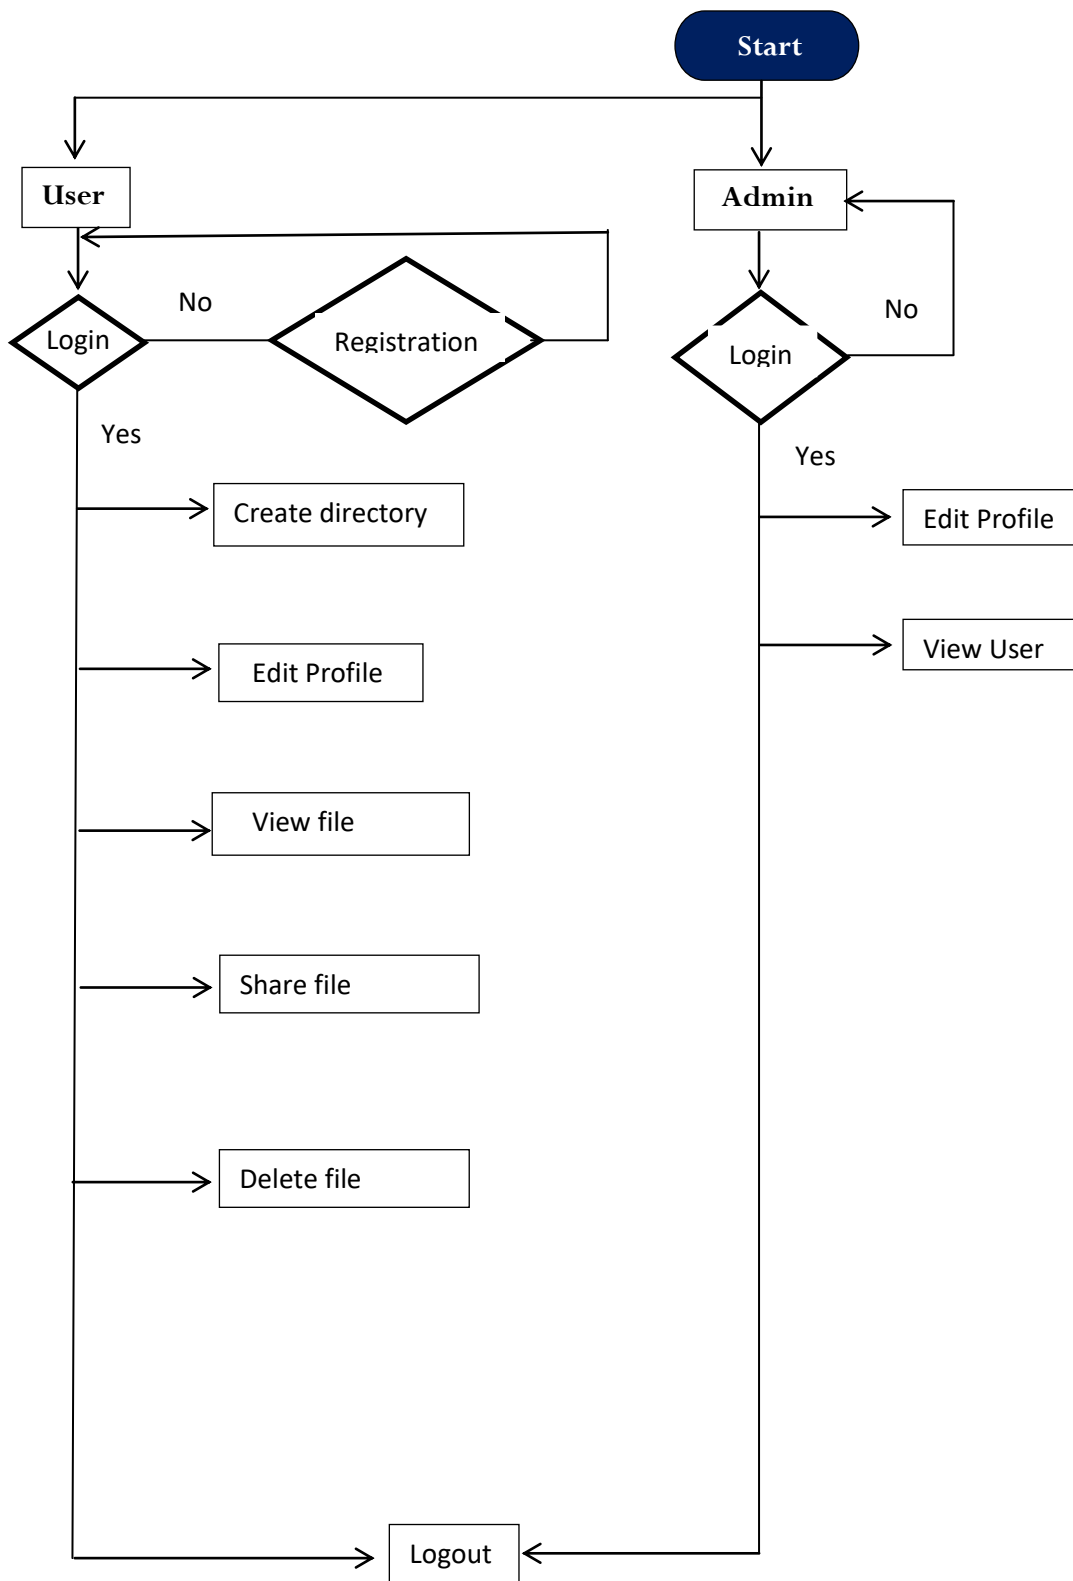 Start
User
Admin
No
Login
Registration
No
Login
Yes
Yes
Create directory
Edit Profile
Edit Profile
View User
View file
Share file
Delete file
Logout